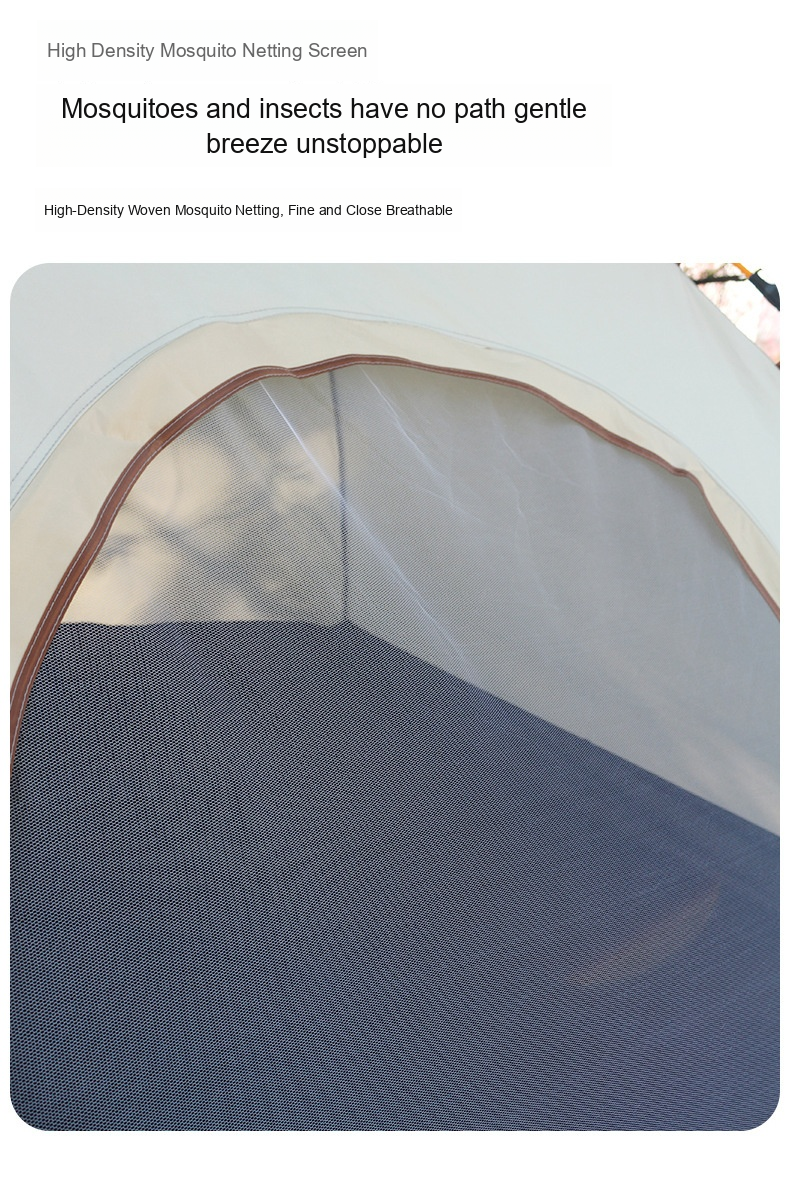 High Density Mosquito Netting Screen
Mosquitoes and insects have no path gentle
breeze unstoppable
High-Density Woven Mosquito Netting, Fine and Close Breathable